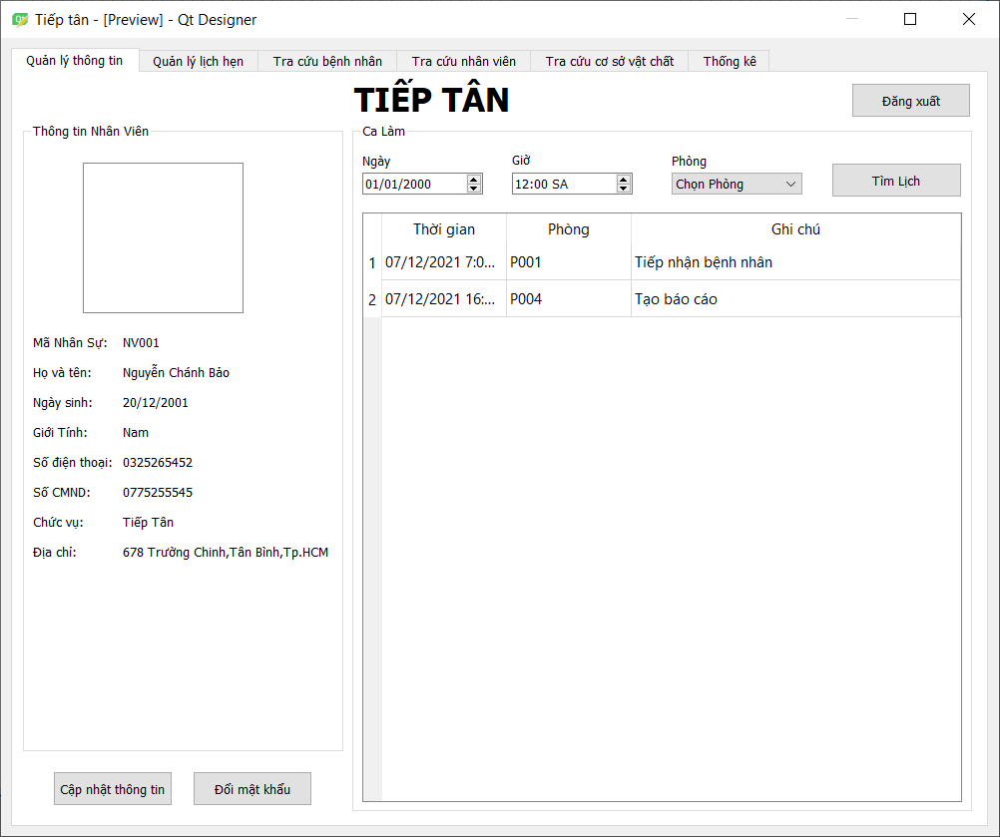 Tiếp tân - [Preview] - Qt Designer
Quản lý thông tin Quản lý lịch hẹn Tra cứu bệnh nhân Tra cứu nhân viên Tra cứu cơ sở vật chất Thống kê
TIẾP TÂN
Đăng xuất
Thông tin Nhân Viên
Mã Nhân Sự: NV001
Họ và tên: Nguyễn Chánh Bảo
Ngày sinh: 20/12/2001
Giới Tính: Nam
Số điện thoại: 0325265452
Số CMND: 0775255545
Chức vụ: Tiếp Tân
Địa chỉ: 678 Trường Chinh,Tân Bình,Tp.HCM
Cập nhật thông tin Đổi mật khẩu
Ca Làm
Ngày Giờ Phòng
01/01/2000 12:00 SA Chọn Phòng Tìm Lịch
Thời gian Phòng Ghi chú
1 07/12/2021 7:0... P001 Tiếp nhận bệnh nhân
2 07/12/2021 16:... P004 Tạo báo cáo